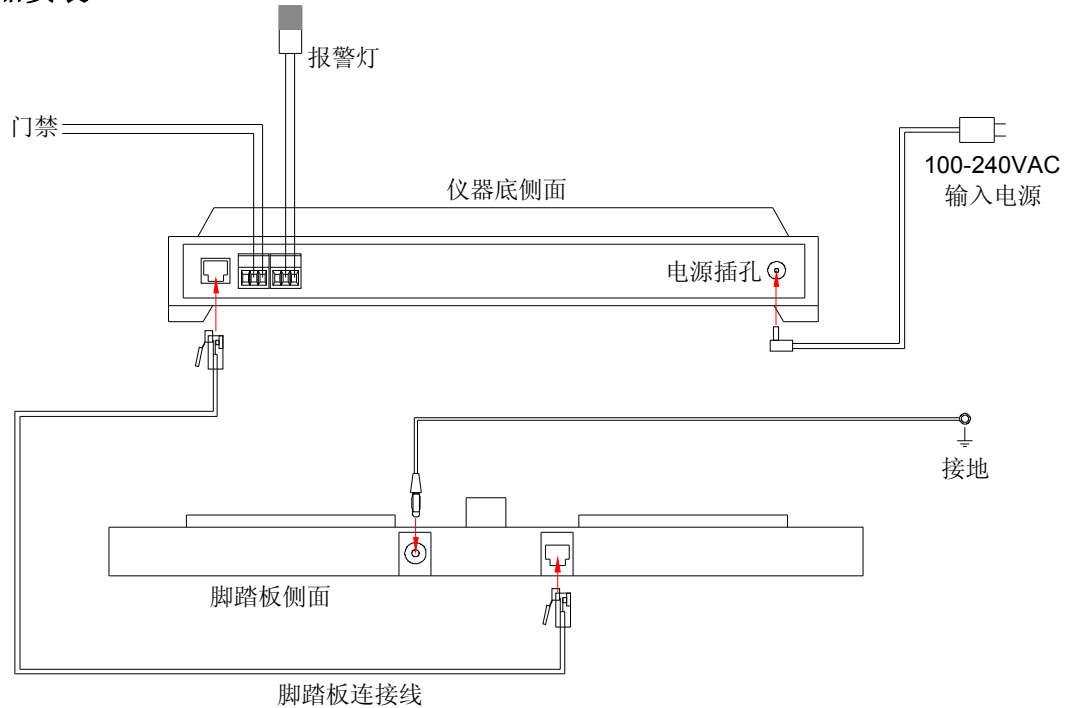 报警灯
门禁
100-240VAC
输入电源
仪器底侧面
电源插孔
接地
脚踏板侧面
脚踏板连接线